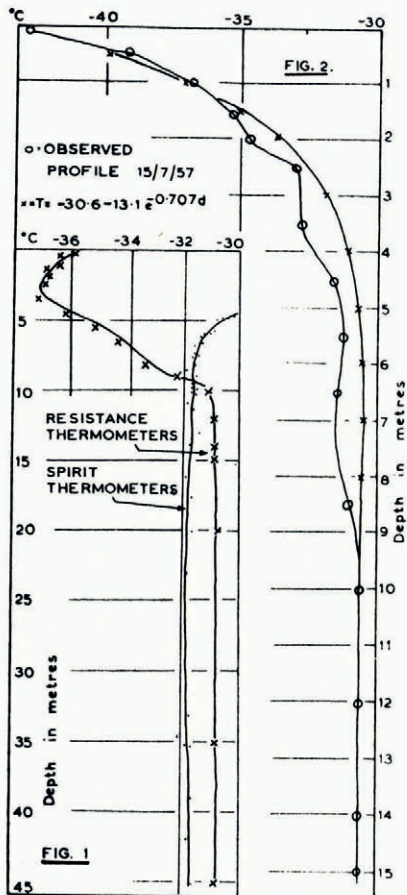 °C -40 -35 -30
FIG. 2.
1
2
3
4
5
6
7
8
9
10
11
12
13
14
15
Depth in metres
o = OBSERVED
PROFILE 15/7/57
x=T= -30·6-13·1 e-0·707d
°C -36 -34 -32 -30
5
10
15
20
25
30
35
40
45
RESISTANCE
THERMOMETERS
SPIRIT
THERMOMETERS
Depth in metres
FIG. 1